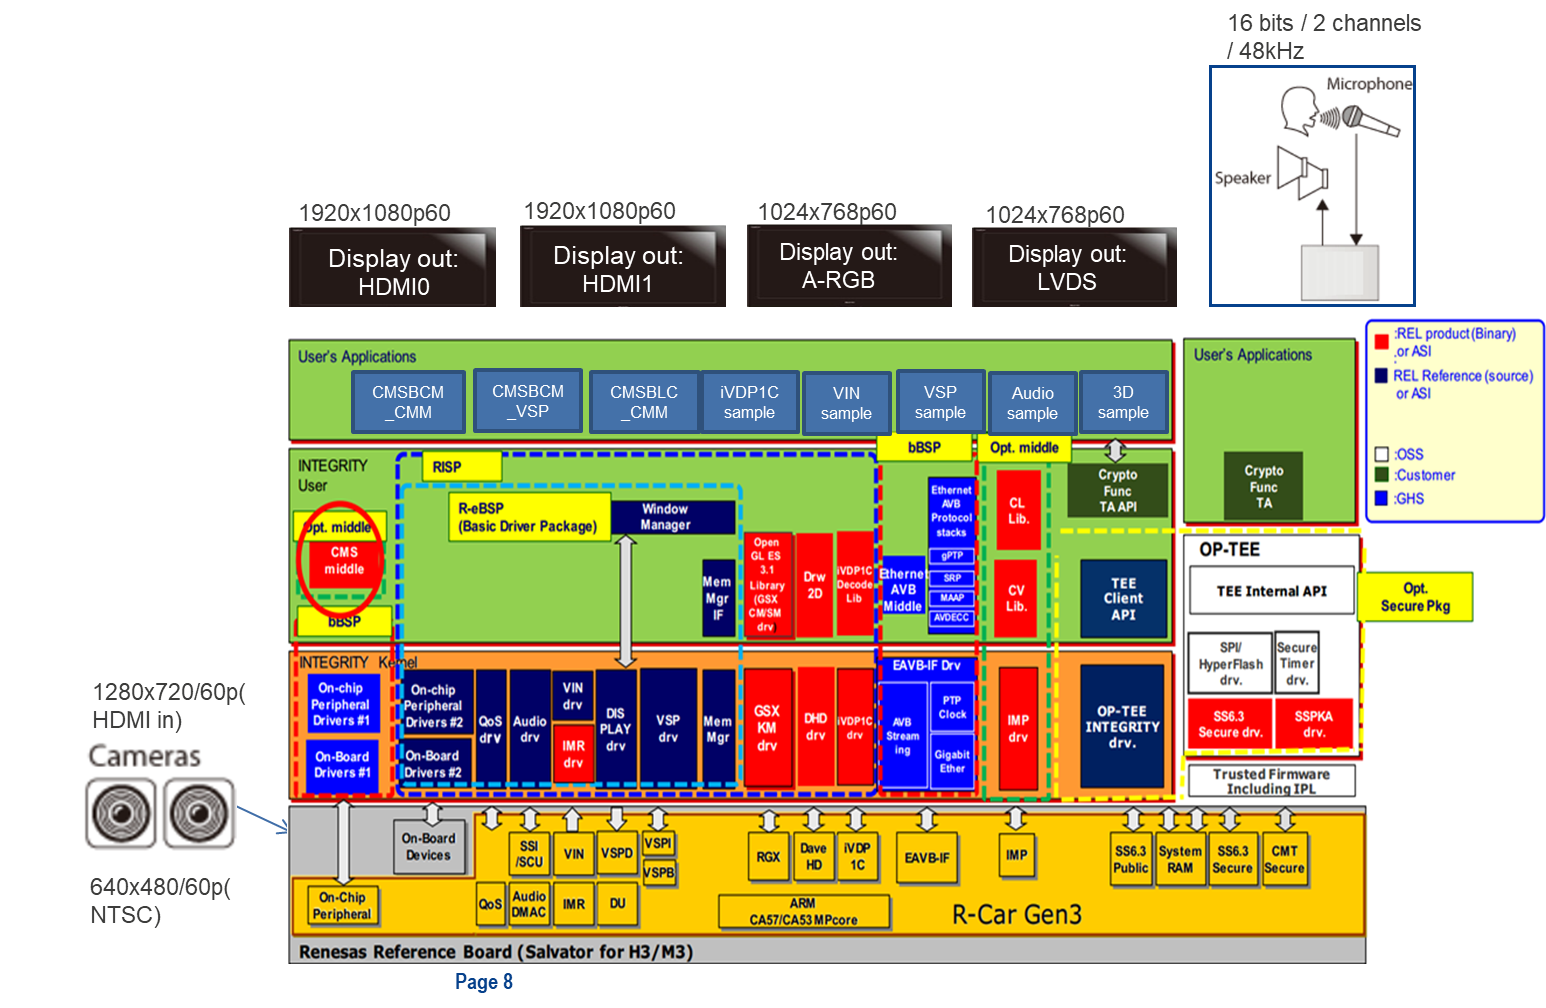 16 bits / 2 channels
/ 48kHz
Microphone
Speaker
1920x1080p60
1920x1080p60
1024x768p60
1024x768p60
Display out:
HDMI0
Display out:
HDMI1
Display out:
A-RGB
Display out:
LVDS
:REL product(Binary)
or ASI
:
REL Reference (source)
or ASI
:OSS
:Customer
:GHS
User's Applications
CMSBCM
_CMM
CMSBCM
_VSP
CMSBLC
_CMM
iVDP1C
sample
VIN
sample
VSP
sample
Audio
sample
3D
sample
User's Applications
Crypto
Func
TA
INTEGRITY
User
RISP
bBSP
Opt. middle
R-eBSP
(Basic Driver Package)
Window
Manager
Opt. middle
CMS
middle
bBSP
Mem
Mgr
IF
Open
GL ES
3.1
Library
(GSX
CM/SM
drv)
Drw
2D
iVDP1C
Decode
Lib
Etherne
AVB
Middle
Ethernet
AVB
Protocol
stacks
gPTP
SRP
MAAP
AVDECC
CL
Lib.
CV
Lib.
Crypto
Func
TA API
TEE
Client
API
OP-TEE
TEE Internal API
SPI/
HyperFlash
drv.
Secure
Timer
drv.
SS6.3
Secure drv.
SSPKA
drv.
Opt.
Secure Pkg
Trusted Firmware
Including IPL
INTEGRITY Kernel
On-chip
Peripheral
Drivers #1
On-Board
Drivers #1
On-chip
Peripheral
Drivers #2
On-Board
Drivers #2
QoS
drv
Audio
drv
VIN
drv
IMR
drv
DIS
PLAY
drv
VSP
drv
Mem
Mgr
GSX
KM
drv
DHD
drv
iVDP1C
drv
EAVB-IF Drv
AVB
Stream
ing
PTP
Clock
Gigabit
Ether
IMP
drv
OP-TEE
INTEGRITY
drv.
1280x720/60p(
HDMI in)
Cameras
640x480/60p(
NTSC)
On-Board
Devices
On-Chip
Peripheral
SSI
/SCU
VIN
VSPD
VSPI
VSPB
QoS
Audio
DMAC
IMR
DU
RGX
Dave
HD
iVDP
1C
EAVB-IF
IMP
SS6.3
Public
System
RAM
SS6.3
Secure
CMT
Secure
ARM
CA57/CA53 MPcore
R-Car Gen3
Renesas Reference Board (Salvator for H3/M3)
Page 8